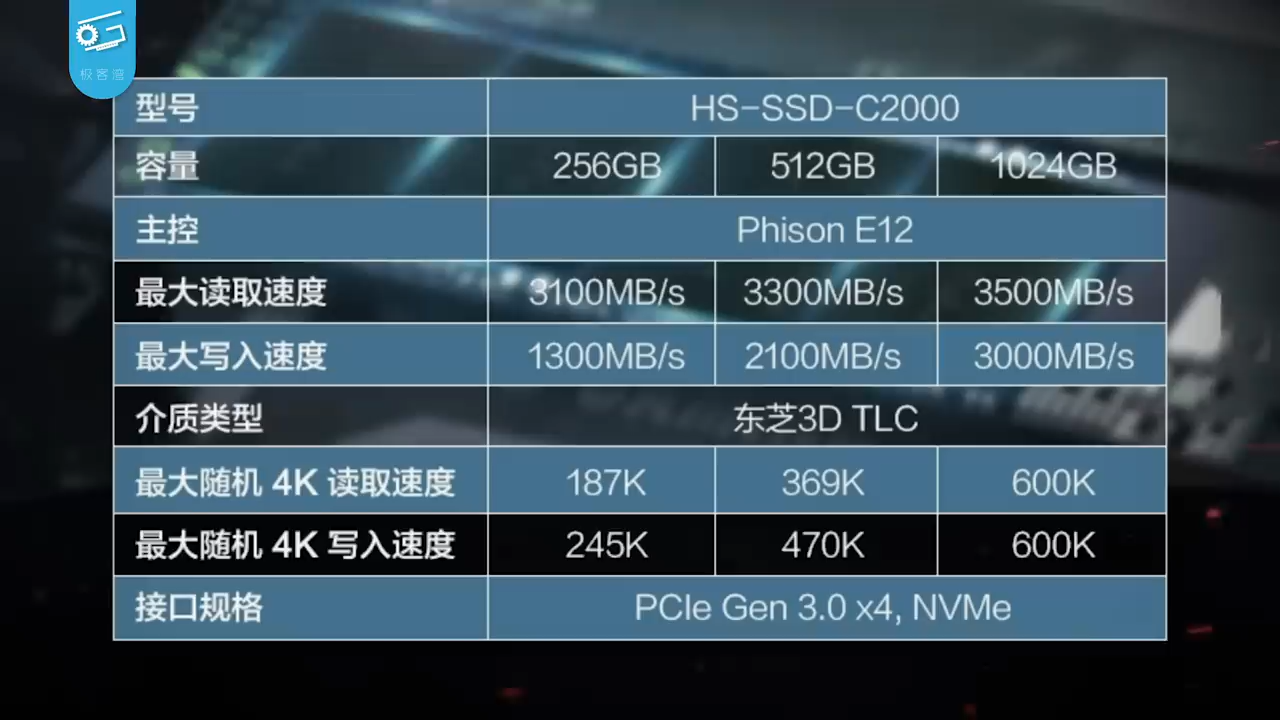 极客湾
型号 HS-SSD-C2000
容量 256GB 512GB 1024GB
主控 Phison E12
最大读取速度 3100MB/s 3300MB/s 3500MB/s
最大写入速度 1300MB/s 2100MB/s 3000MB/s
介质类型 东芝3D TLC
最大随机 4K 读取速度 187K 369K 600K
最大随机 4K 写入速度 245K 470K 600K
接口规格 PCIe Gen 3.0 x4, NVMe